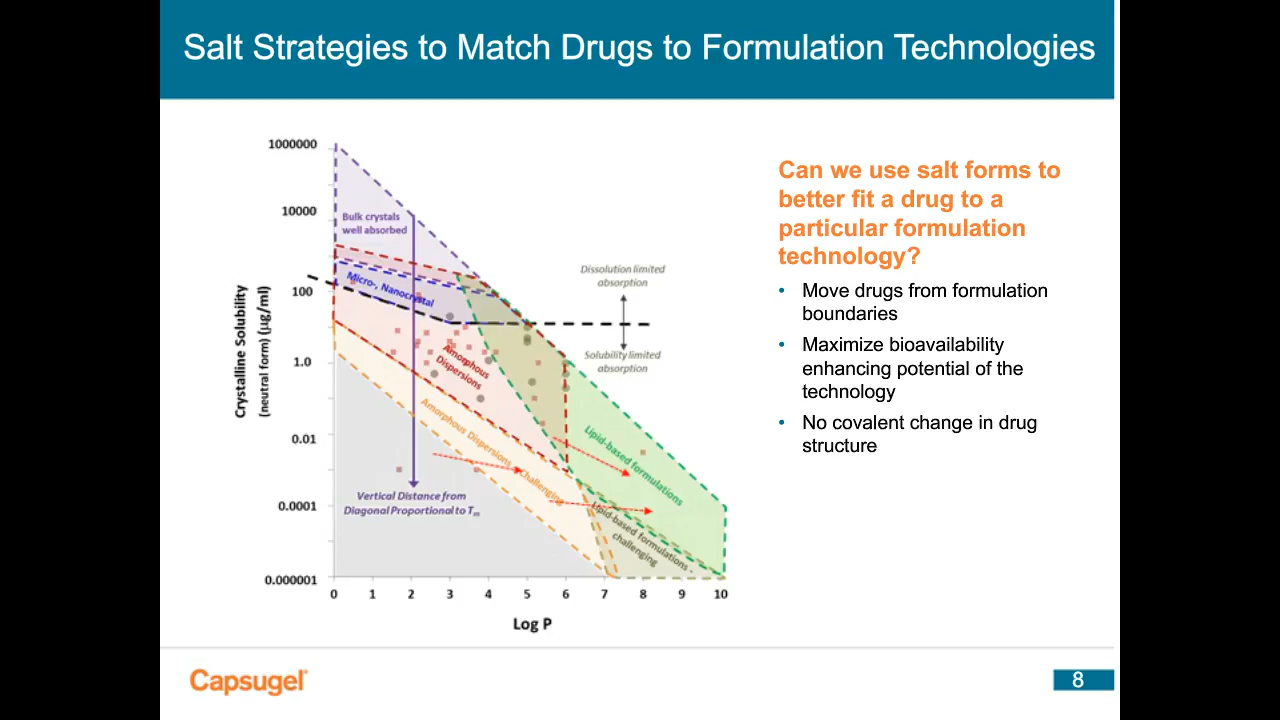 Salt Strategies to Match Drugs to Formulation Technologies
1000000
10000
100
1.0
0.01
0.0001
0.000001
Crystalline Solubility
(neutral form) (µg/ml)
0 1 2 3 4 5 6 7 8 9 10
Log P
Bulk crystals
well absorbed
Micro-, Nanocrystal
Amorphous
Dispersions
Amorphous Dispersions - Challenging
Vertical Distance from
Diagonal Proportional to Tm
Dissolution limited
absorption
Solubility limited
absorption
Lipid-based formulations
Lipid-based formulations -
challenging
Can we use salt forms to
better fit a drug to a
particular formulation
technology?
• Move drugs from formulation
boundaries
• Maximize bioavailability
enhancing potential of the
technology
• No covalent change in drug
structure
Capsugel®
8